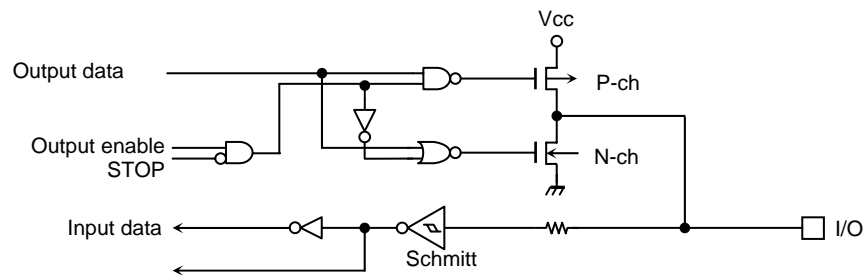 Vcc
Output data
P-ch
Output enable
STOP
N-ch
Input data
I/O
Schmitt